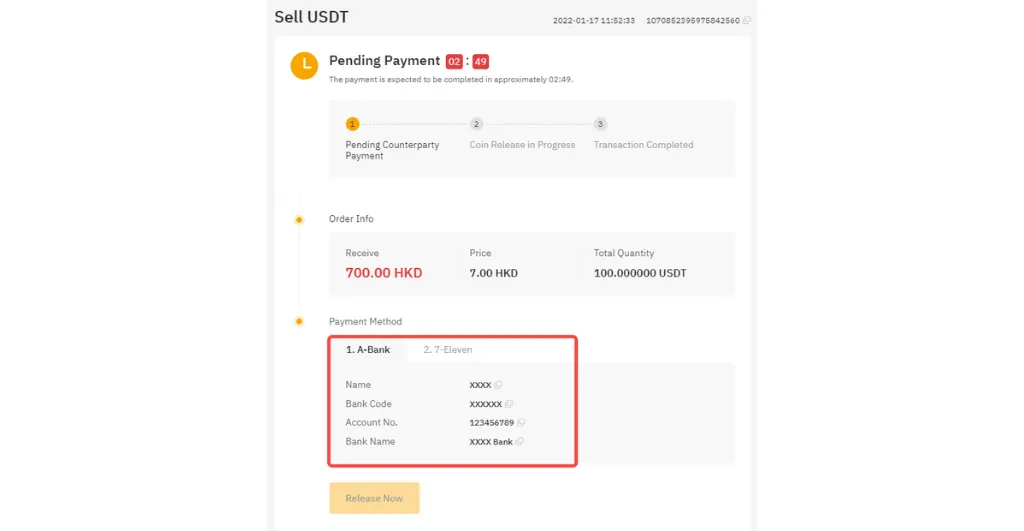 Sell USDT
2022-01-17 11:52:33 1070852395975842560
Pending Payment 02 : 49
The payment is expected to be completed in approximately 02:49.
1 2 3
Pending Counterparty Payment
Coin Release in Progress
Transaction Completed
Order Info
Receive Price Total Quantity
700.00 HKD 7.00 HKD 100.000000 USDT
Payment Method
1. A-Bank 2. 7-Eleven
Name XXXX
Bank Code XXXXXX
Account No. 123456789
Bank Name XXXX Bank
Release Now